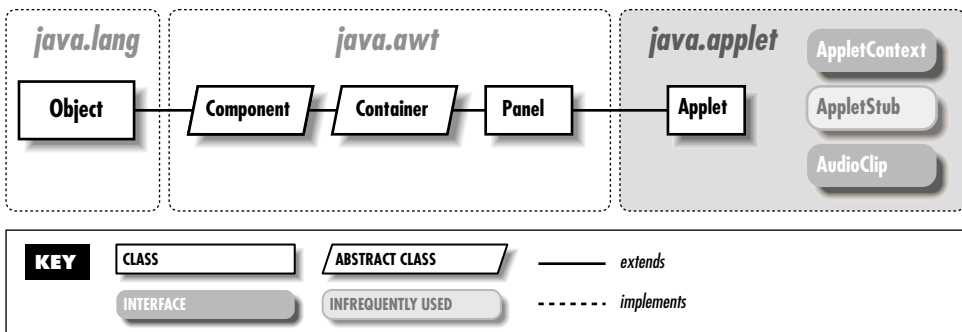 java.lang
java.awt
java.applet
AppletContext
Object
Component
Container
Panel
Applet
AppletStub
AudioClip
KEY
CLASS
ABSTRACT CLASS
extends
INTERFACE
INFREQUENTLY USED
implements